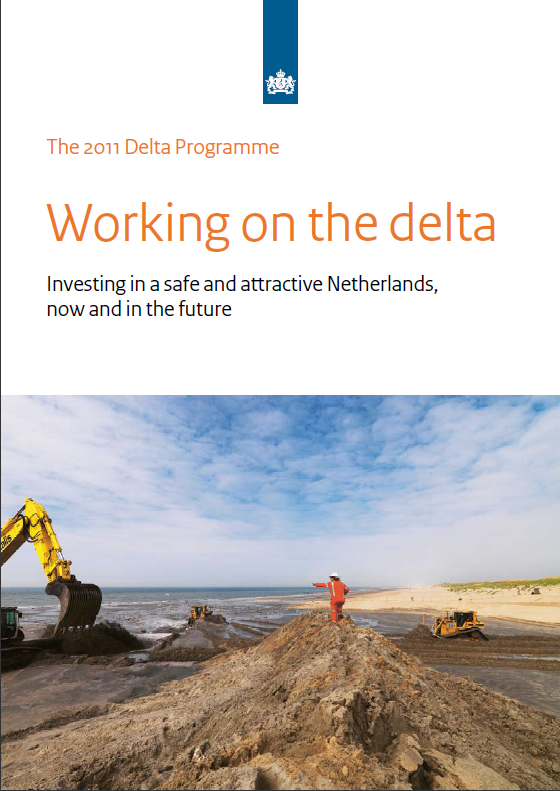 The 2011 Delta Programme
Working on the delta
Investing in a safe and attractive Netherlands,
now and in the future